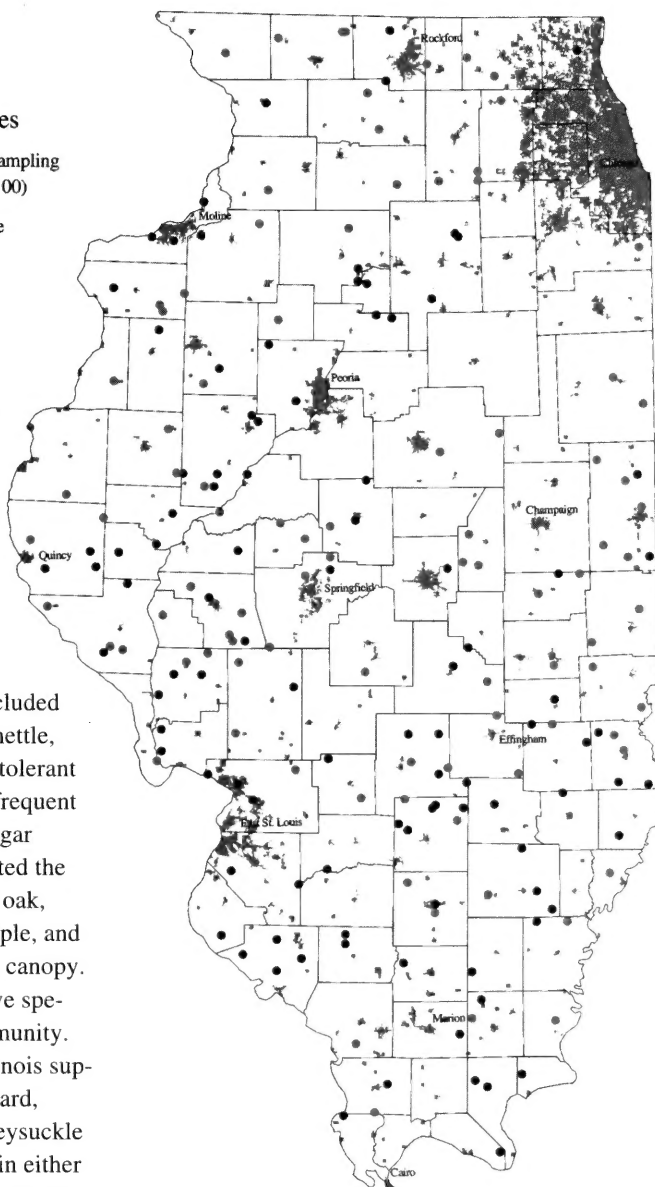 es
ampling
00)
e
Rockford
Chicago
Moline
Peoria
Champaign
Quincy
Springfield
cluded
nettle,
tolerant
frequent
gar
ted the
oak,
ple, and
canopy.
ve spe-
munity.
nois sup-
ard,
eysuckle
in either
Effingham
East St. Louis
Marion
Cairo